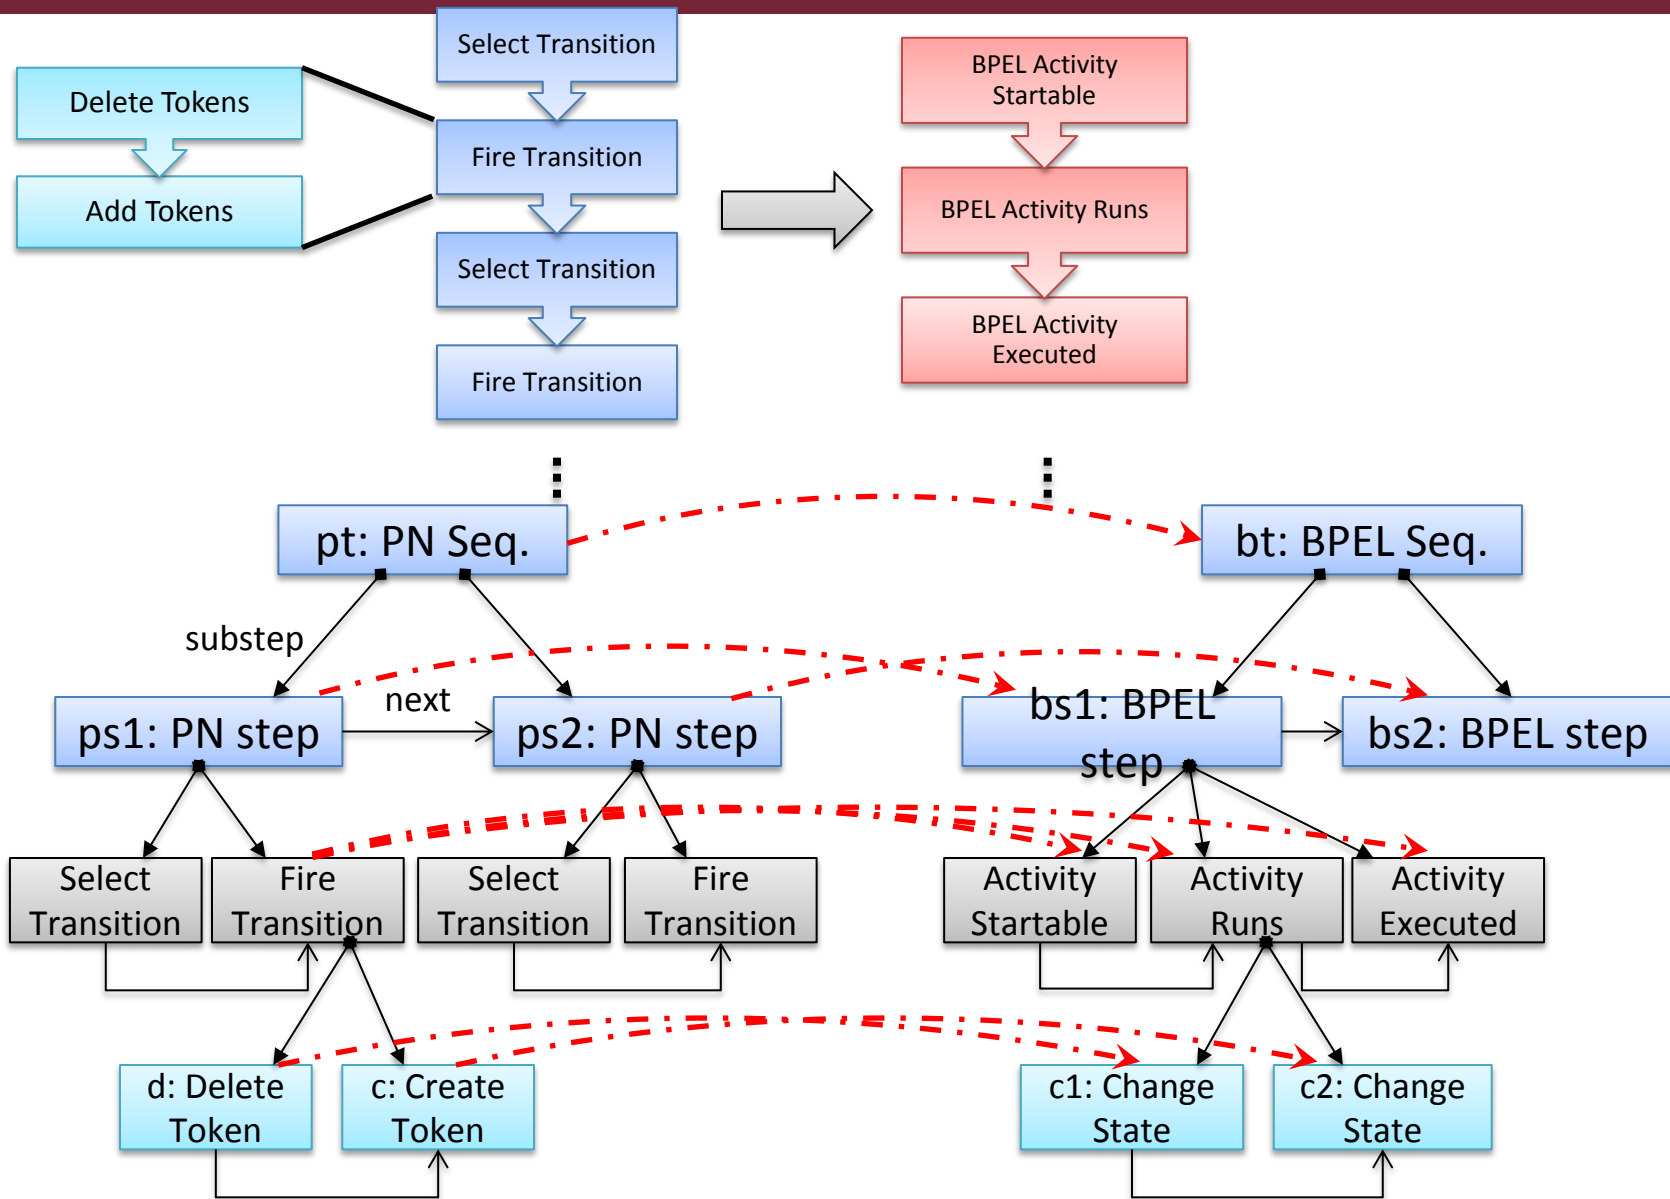 Select Transition
BPEL Activity
Startable
Delete Tokens
Fire Transition
Add Tokens
BPEL Activity Runs
Select Transition
BPEL Activity
Executed
Fire Transition
pt: PN Seq.
bt: BPEL Seq.
substep
next
ps1: PN step
ps2: PN step
bs1: BPEL
step
bs2: BPEL step
Select
Transition
Fire
Transition
Select
Transition
Fire
Transition
Activity
Startable
Activity
Runs
Activity
Executed
d: Delete
Token
c: Create
Token
c1: Change
State
c2: Change
State